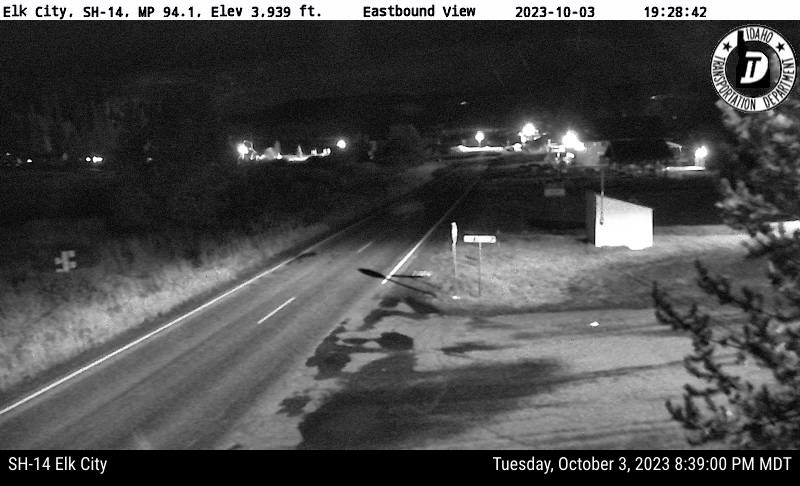 Elk City, SH-14, MP 94.1, Elev 3,939 ft. Eastbound View 2023-10-03 19:28:42
IDAHO
TRANSPORTATION DEPARTMENT
SH-14 Elk City Tuesday, October 3, 2023 8:39:00 PM MDT